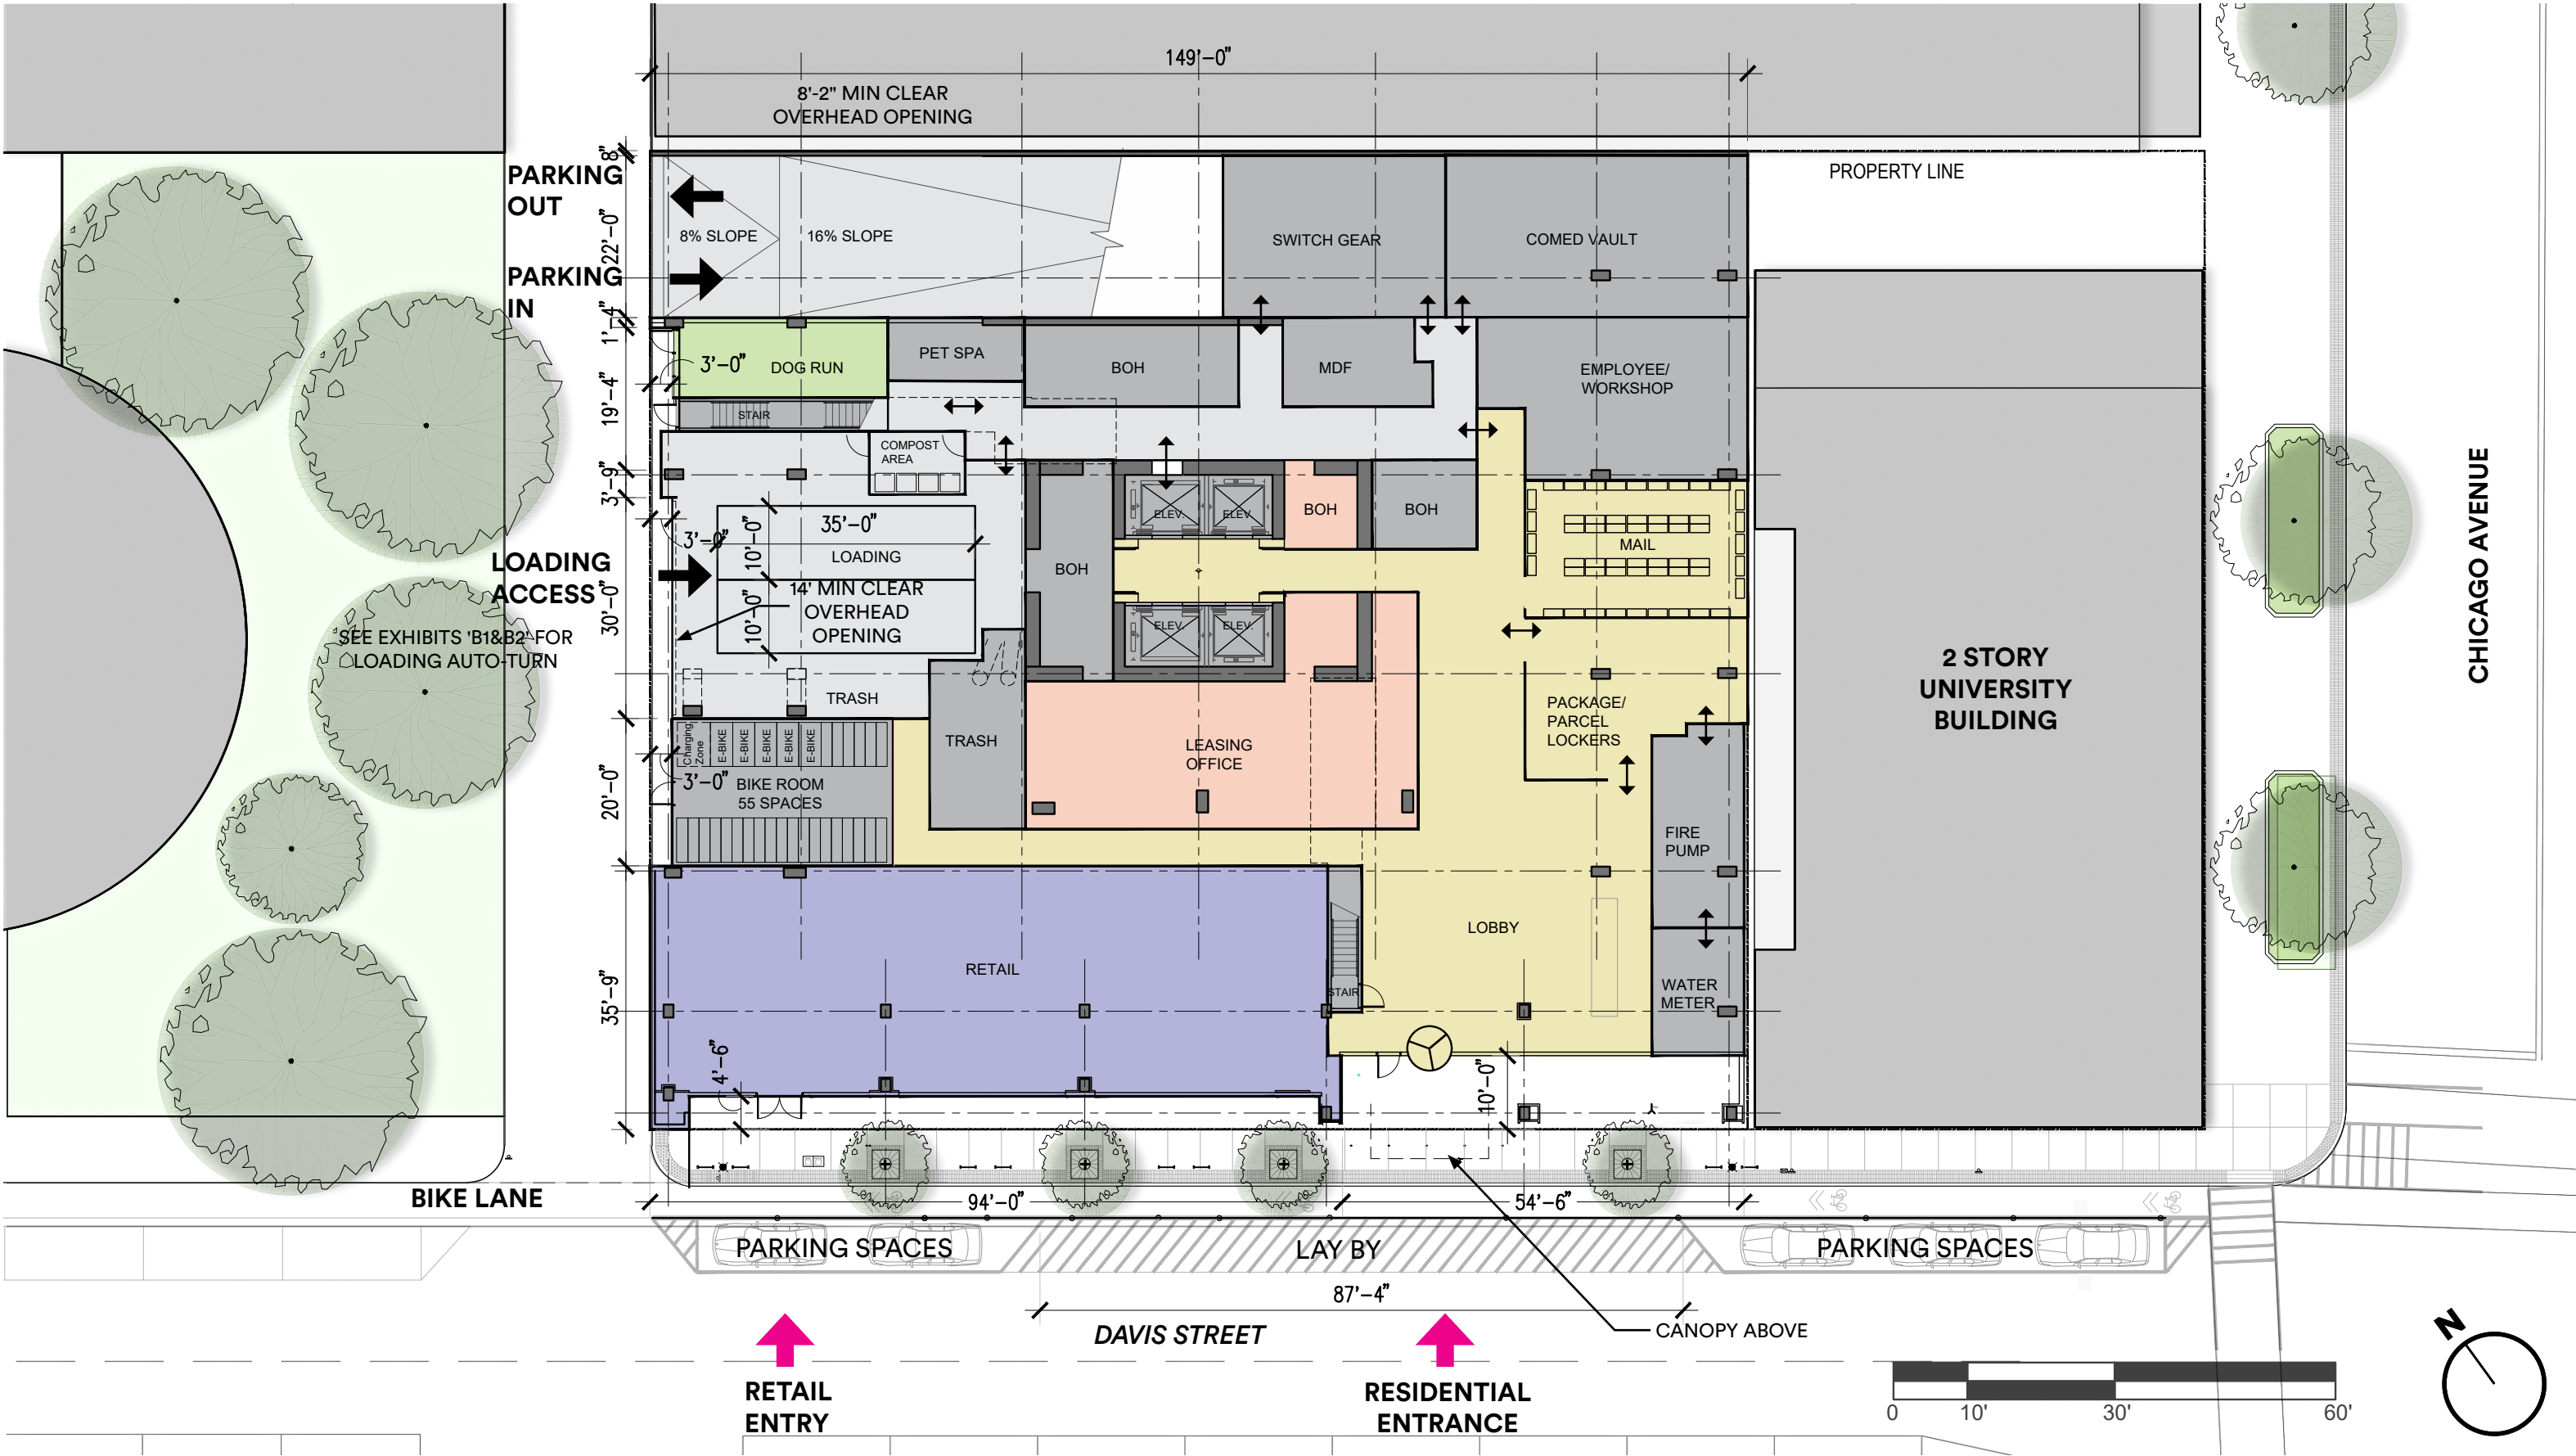 149'-0"
8'-2" MIN CLEAR
OVERHEAD OPENING
8"
PARKING
OUT
PROPERTY LINE
22'-0"
8% SLOPE
16% SLOPE
SWITCH GEAR
COMED VAULT
PARKING
IN
1'-4"
3'-0"
DOG RUN
PET SPA
BOH
MDF
EMPLOYEE/
WORKSHOP
19'-4"
STAIR
COMPOST
AREA
3'-9"
ELEV.
ELEV.
BOH
BOH
35'-0"
3'-0"
10'-0"
LOADING
MAIL
LOADING
ACCESS
BOH
14' MIN CLEAR
OVERHEAD
OPENING
10'-0"
30'-0"
ELEV.
ELEV.
SEE EXHIBITS 'B1&B2' FOR
LOADING AUTO-TURN
CHICAGO AVENUE
2 STORY
UNIVERSITY
BUILDING
TRASH
PACKAGE/
PARCEL
LOCKERS
Charging
Zone
E-BIKE
E-BIKE
E-BIKE
E-BIKE
E-BIKE
TRASH
LEASING
OFFICE
3'-0"
BIKE ROOM
55 SPACES
20'-0"
FIRE
PUMP
LOBBY
RETAIL
STAIR
WATER
METER
35'-9"
4'-6"
10'-0"
BIKE LANE
94'-0"
54'-6"
PARKING SPACES
LAY BY
PARKING SPACES
87'-4"
DAVIS STREET
CANOPY ABOVE
N
RETAIL
ENTRY
RESIDENTIAL
ENTRANCE
0
10'
30'
60'